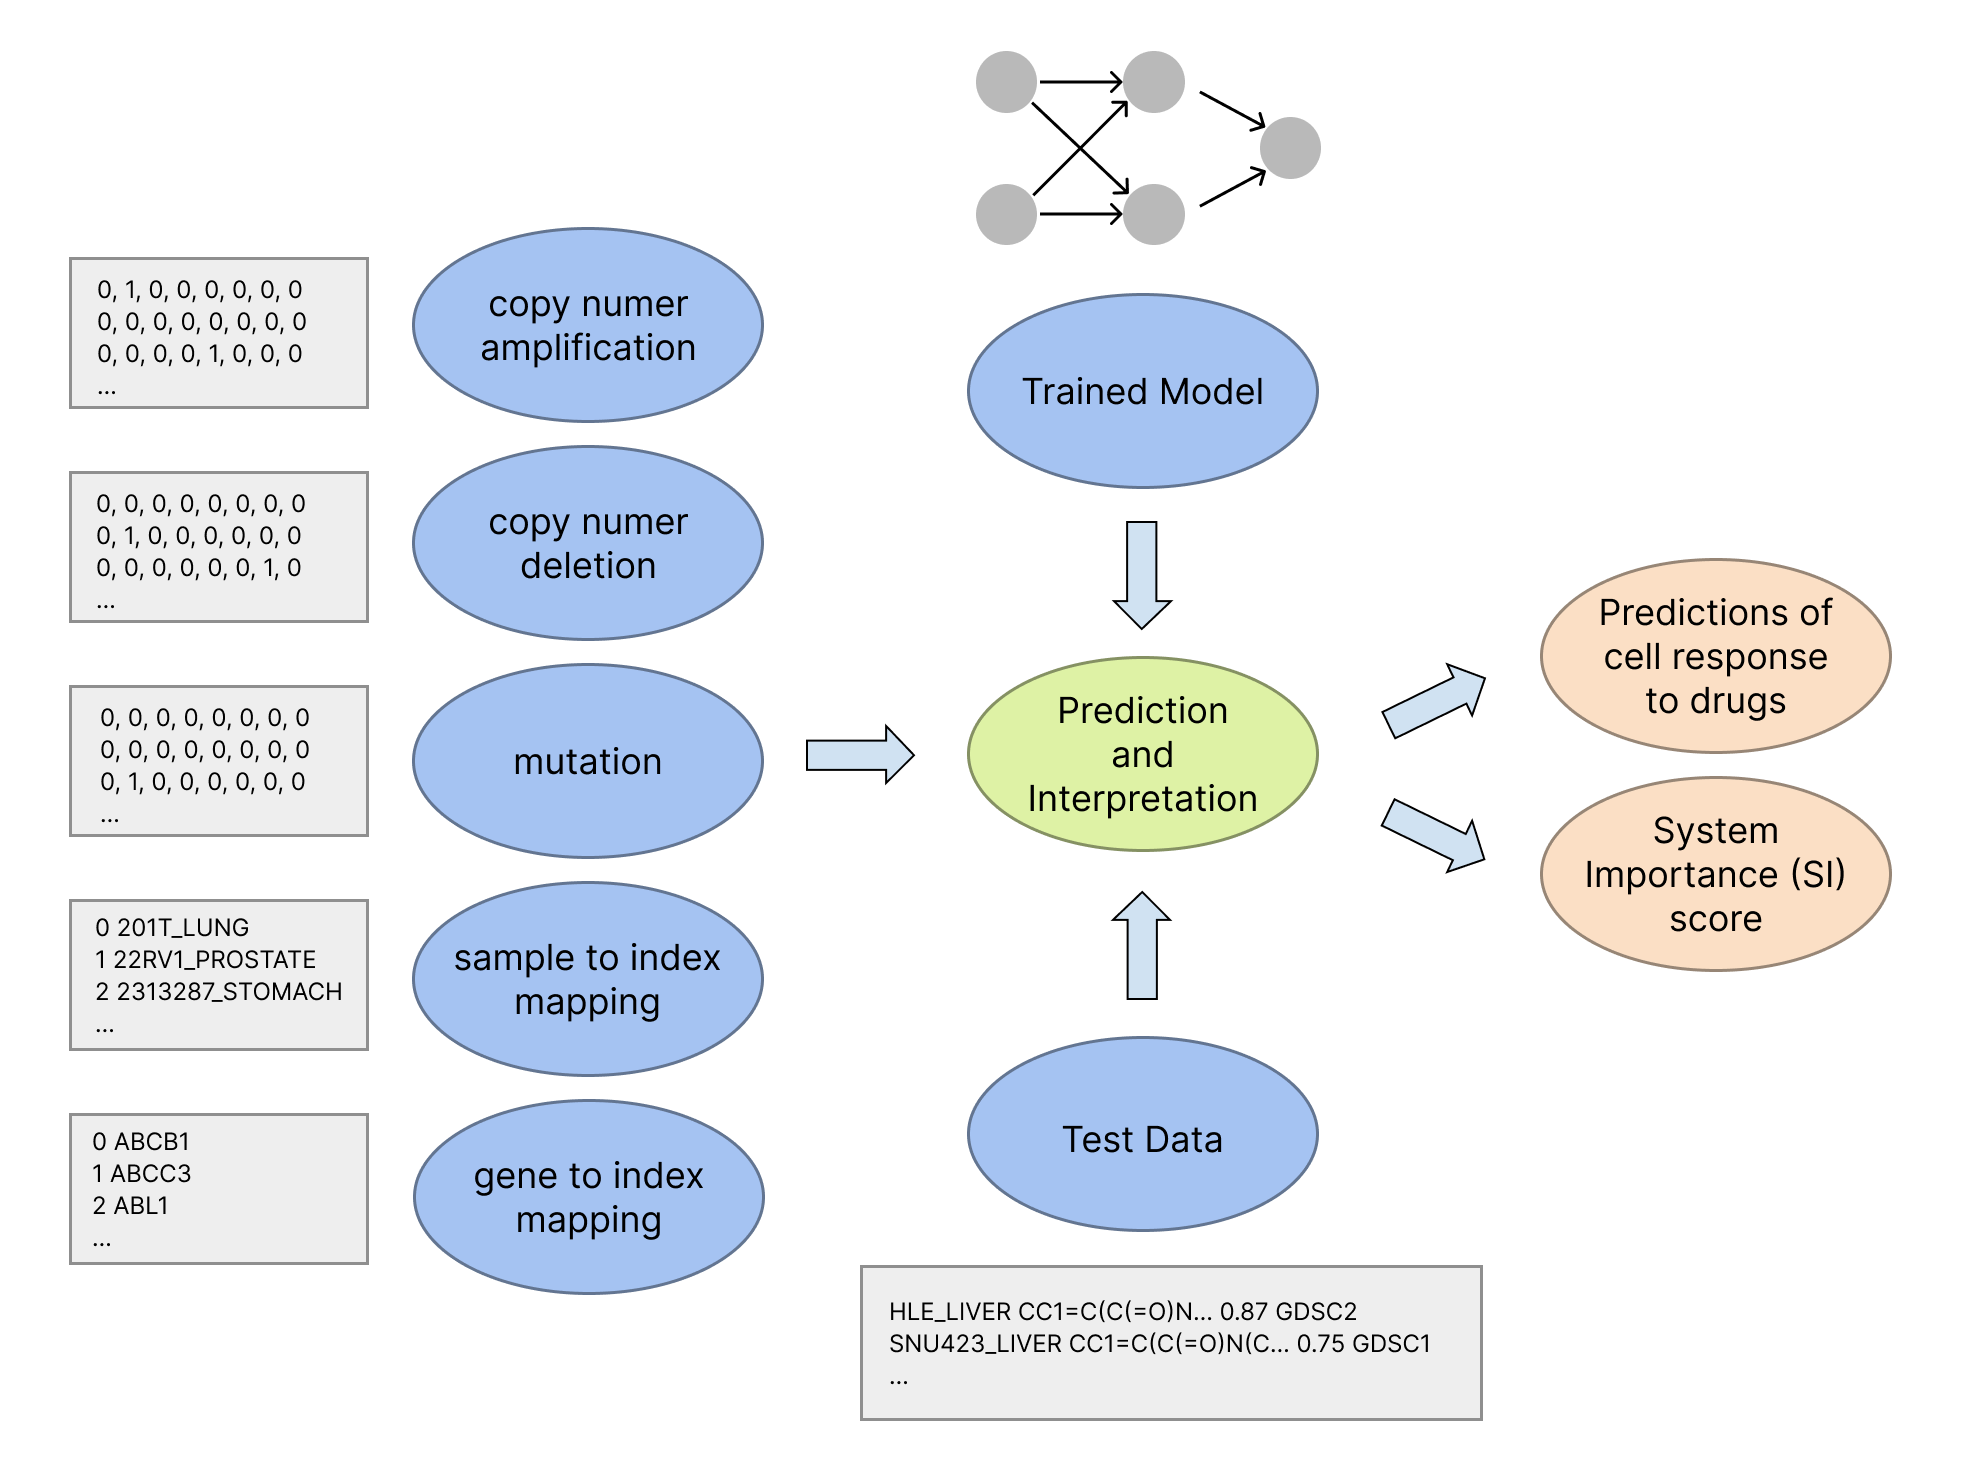 0, 1, 0, 0, 0, 0, 0, 0
0, 0, 0, 0, 0, 0, 0, 0
0, 0, 0, 0, 1, 0, 0, 0
...
copy numer
amplification
0, 0, 0, 0, 0, 0, 0, 0
0, 1, 0, 0, 0, 0, 0, 0
0, 0, 0, 0, 0, 0, 1, 0
...
copy numer
deletion
0, 0, 0, 0, 0, 0, 0, 0
0, 0, 0, 0, 0, 0, 0, 0
0, 1, 0, 0, 0, 0, 0, 0
...
mutation
0 201T_LUNG
1 22RV1_PROSTATE
2 2313287_STOMACH
...
sample to index
mapping
0 ABCB1
1 ABCC3
2 ABL1
...
gene to index
mapping
Trained Model
Prediction
and
Interpretation
Test Data
HLE_LIVER CC1=C(C(=O)N... 0.87 GDSC2
SNU423_LIVER CC1=C(C(=O)N(C... 0.75 GDSC1
...
Predictions of
cell response
to drugs
System
Importance (SI)
score